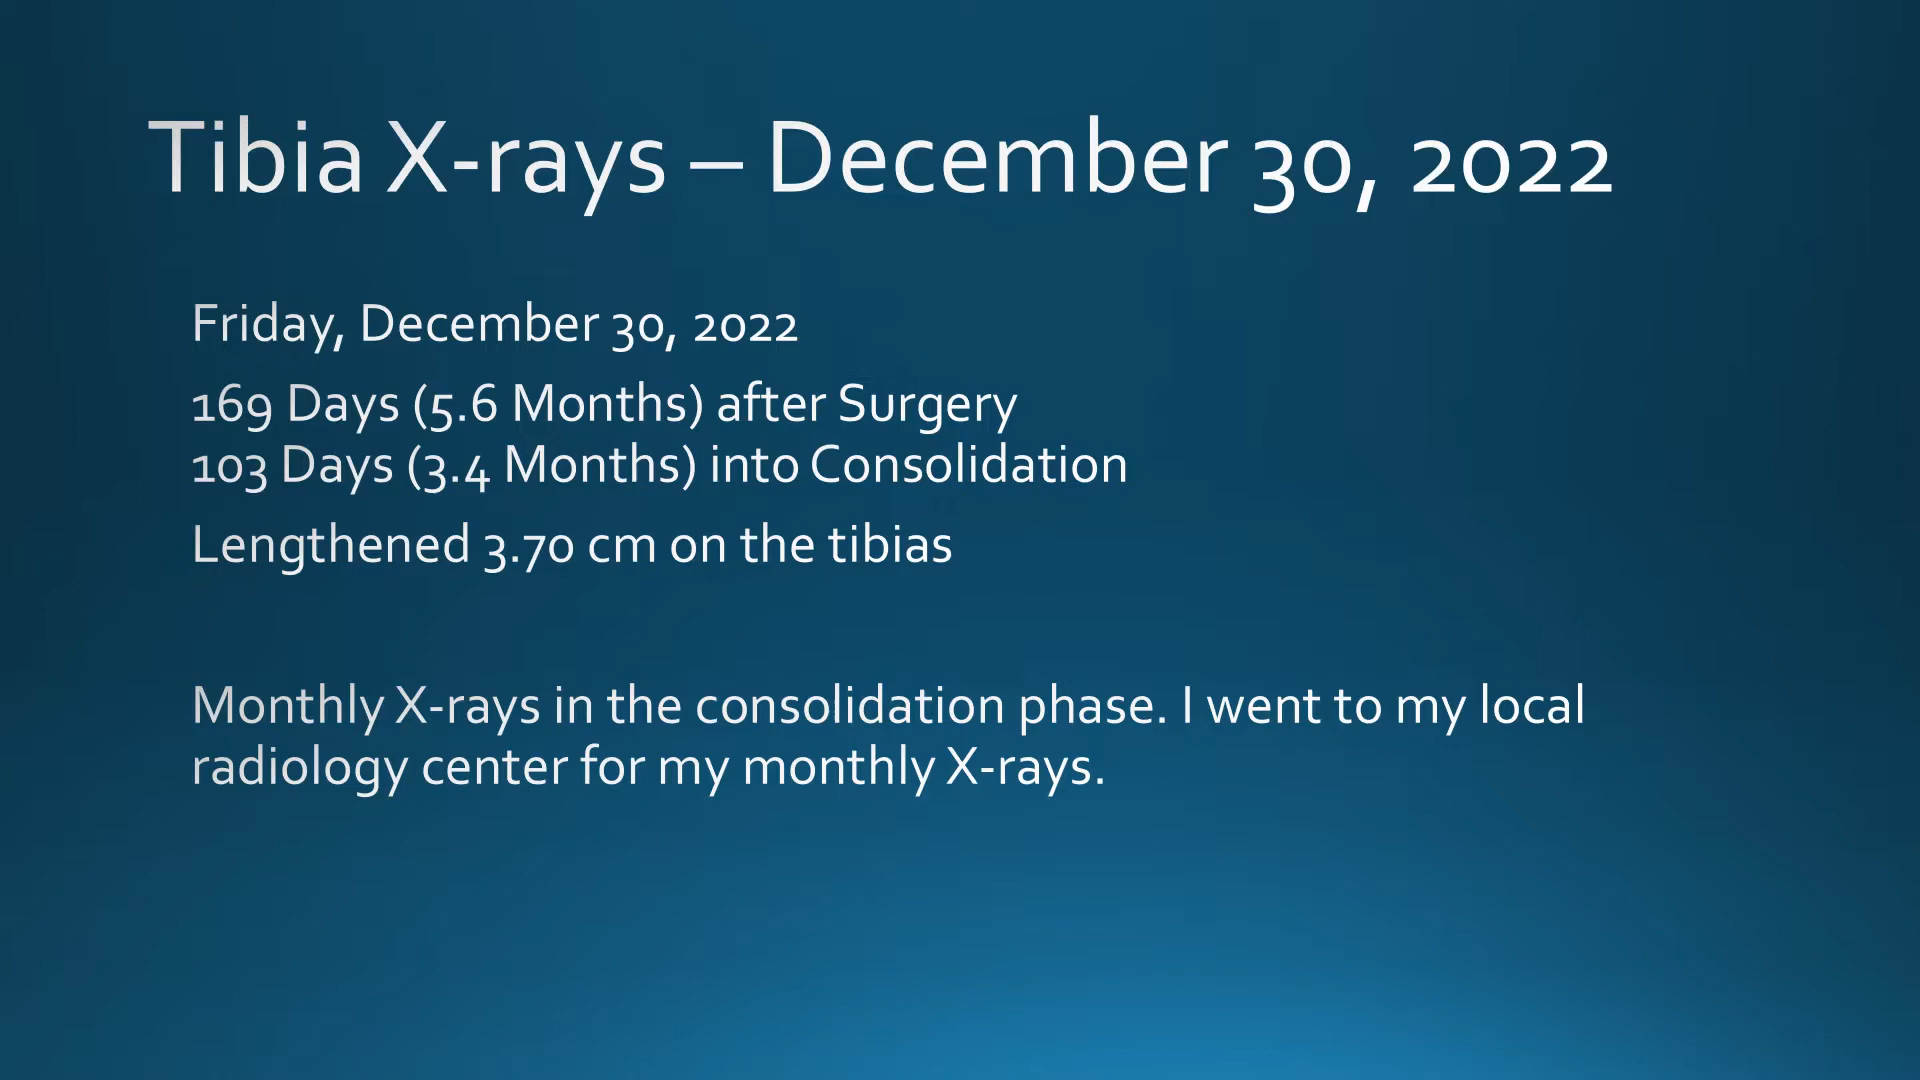 Tibia X-rays – December 30, 2022
Friday, December 30, 2022
169 Days (5.6 Months) after Surgery
103 Days (3.4 Months) into Consolidation
Lengthened 3.70 cm on the tibias
Monthly X-rays in the consolidation phase. I went to my local
radiology center for my monthly X-rays.